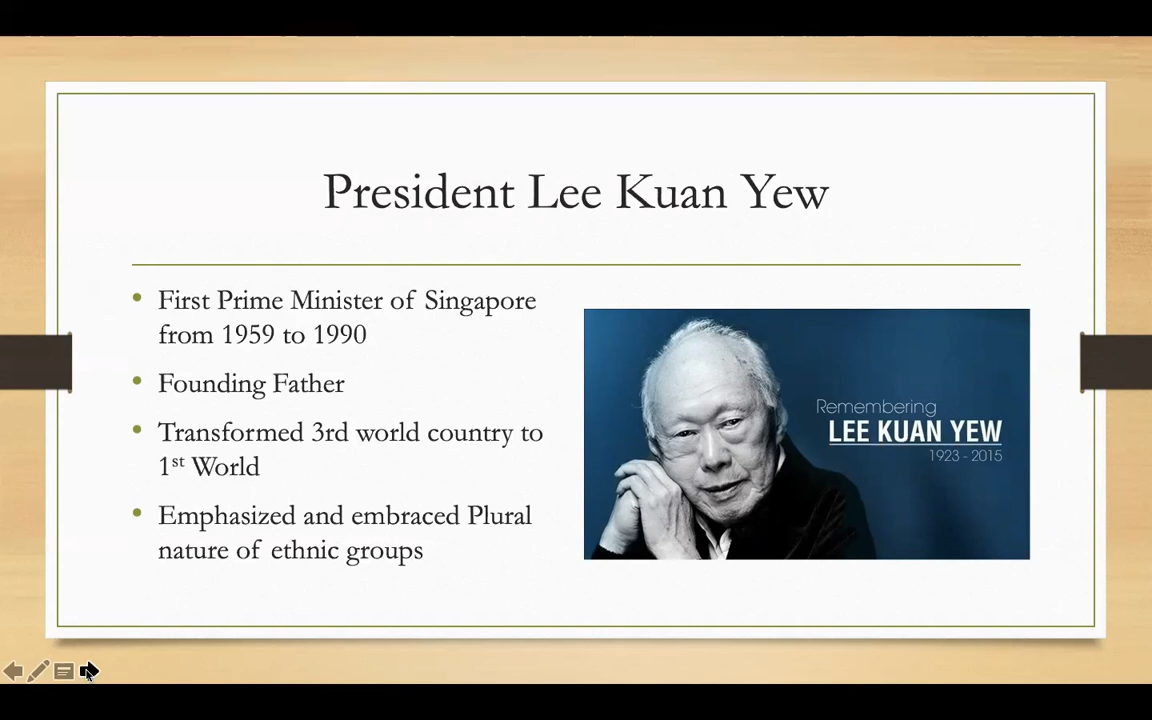 President Lee Kuan Yew
• First Prime Minister of Singapore
from 1959 to 1990
• Founding Father
• Transformed 3rd world country to
1st World
• Emphasized and embraced Plural
nature of ethnic groups
Remembering
LEE KUAN YEW
1923 - 2015